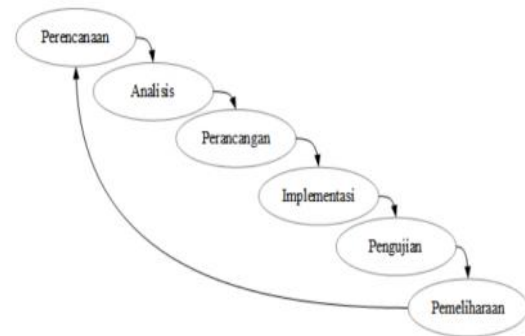 Perencanaan
Analisis
Perancangan
Implementasi
Pengujian
Pemeliharaan